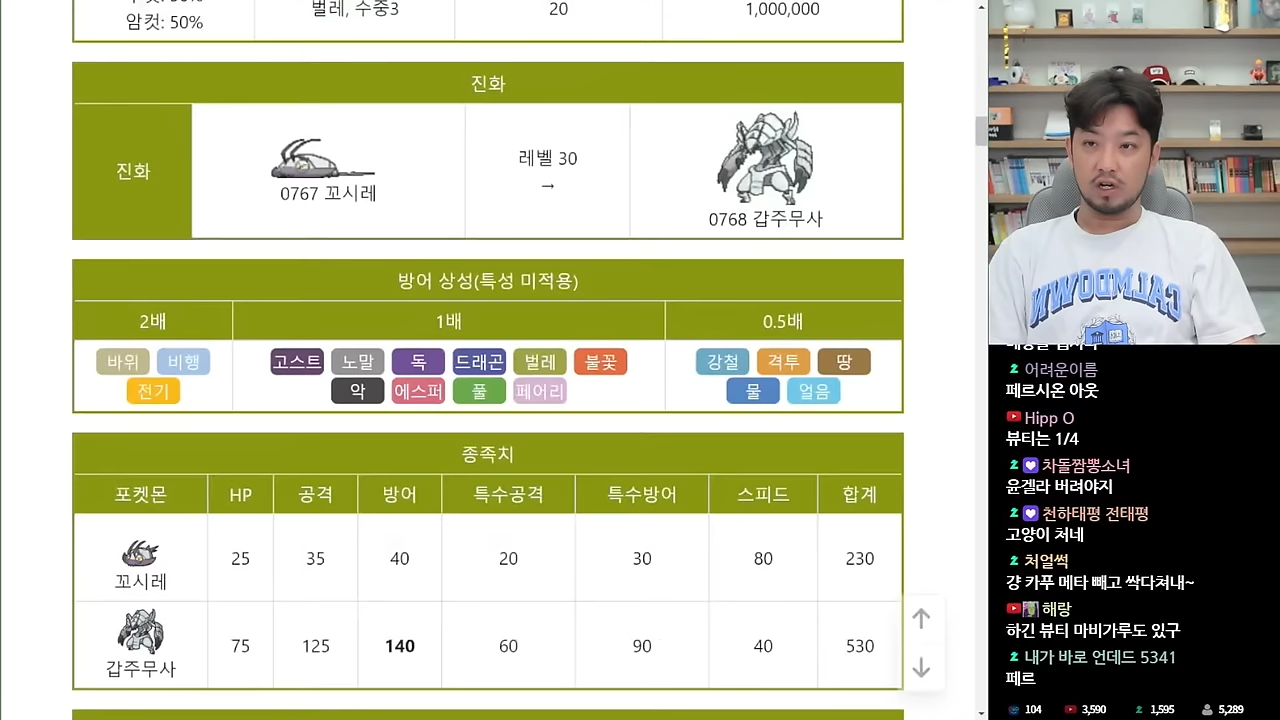 암컷: 50%
벌레, 수중3
20
1,000,000
진화
진화
0767 꼬시레
레벨 30
→
0768 갑주무사
방어 상성(특성 미적용)
2배
1배
0.5배
바위 비행
전기
고스트 노말 독 드래곤 벌레 불꽃
악 에스퍼 풀 페어리
강철 격투 땅
물 얼음
종족치
포켓몬 HP 공격 방어 특수공격 특수방어 스피드 합계
꼬시레 25 35 40 20 30 80 230
갑주무사 75 125 140 60 90 40 530
CALMDOWN
어려운이름
페르시온 아웃
Hipp O
뷰티는 1/4
차돌짬뽕소녀
윤겔라 버려야지
천하태평 전태평
고양이 처네
처얼썩
걍 카푸 메타 빼고 싹다쳐내~
해랑
하긴 뷰티 마비가루도 있구
내가 바로 언데드 5341
페르
104 3,590 1,595 5,289